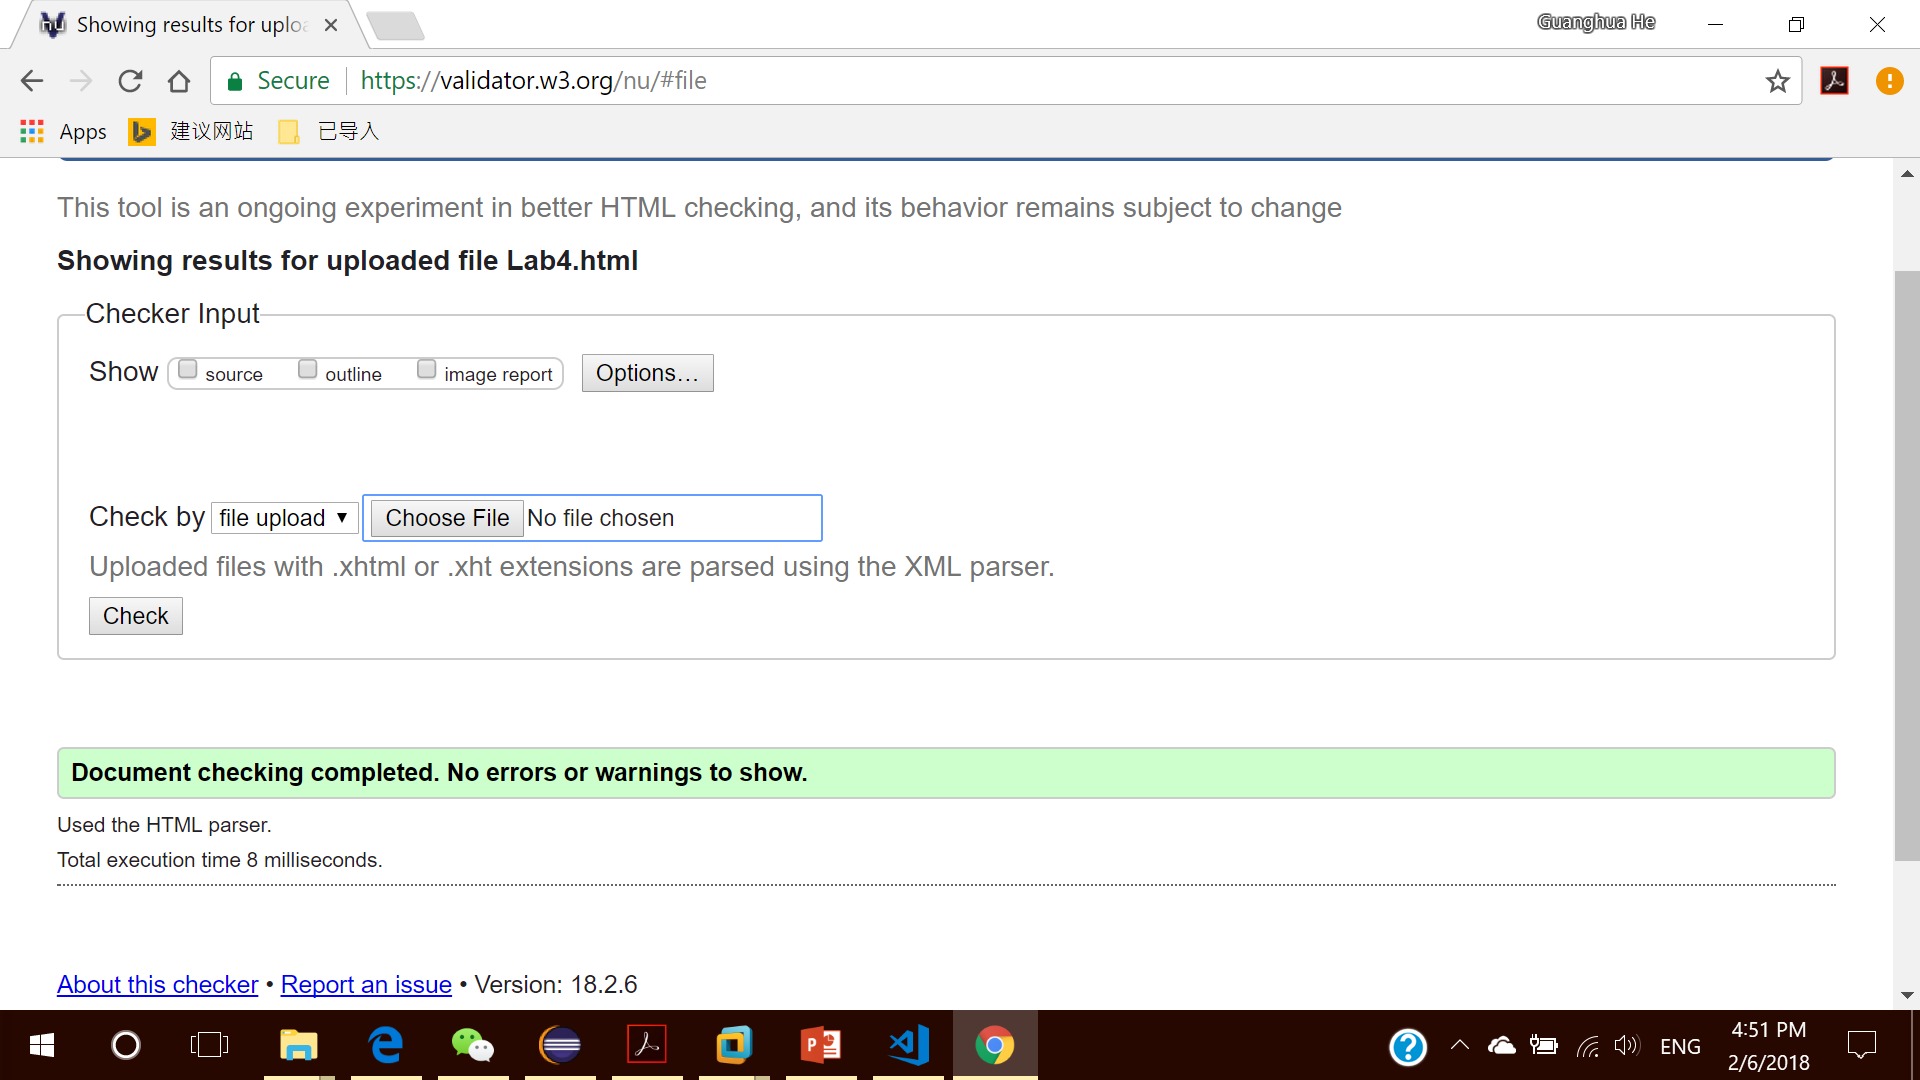 Showing results for uplo
Guanghua He
Secure
https://validator.w3.org/nu/#file
Apps
建议网站
已导入
This tool is an ongoing experiment in better HTML checking, and its behavior remains subject to change
Showing results for uploaded file Lab4.html
Checker Input
Show source outline image report Options...
Check by file upload Choose File No file chosen
Uploaded files with .xhtml or .xht extensions are parsed using the XML parser.
Check
Document checking completed. No errors or warnings to show.
Used the HTML parser.
Total execution time 8 milliseconds.
About this checker • Report an issue • Version: 18.2.6
ENG
4:51 PM
2/6/2018